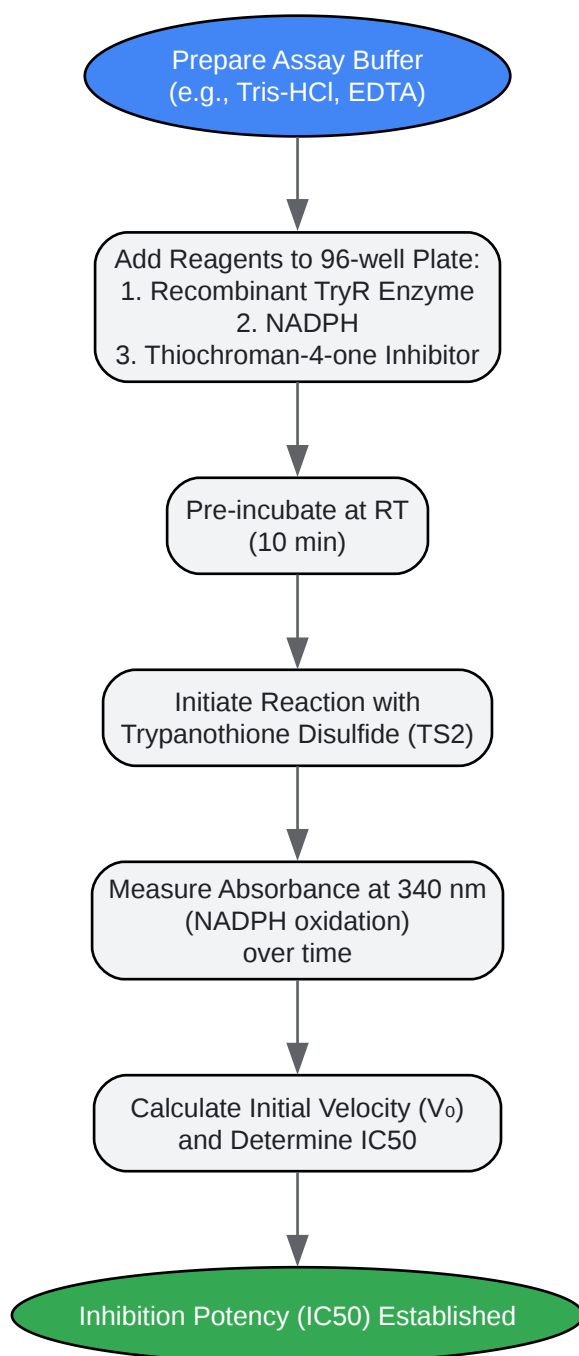 Prepare Assay Buffer
(e.g., Tris-HCl, EDTA)
Add Reagents to 96-well Plate:
1. Recombinant TryR Enzyme
2. NADPH
3. Thiochroman-4-one Inhibitor
Pre-incubate at RT
(10 min)
Initiate Reaction with
Trypanothione Disulfide (TS2)
Measure Absorbance at 340 nm
(NADPH oxidation)
over time
Calculate Initial Velocity (V₀)
and Determine IC50
Inhibition Potency (IC50) Established